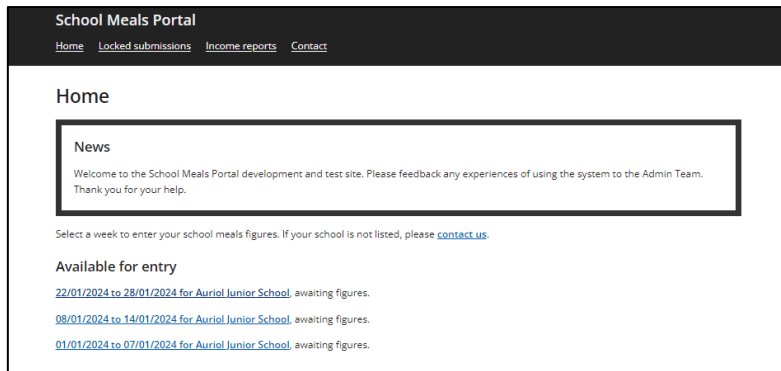 School Meals Portal
Home Locked submissions Income reports Contact
Home
News
Welcome to the School Meals Portal development and test site. Please feedback any experiences of using the system to the Admin Team.
Thank you for your help.
Select a week to enter your school meals figures. If your school is not listed, please contact us.
Available for entry
22/01/2024 to 28/01/2024 for Auriol Junior School, awaiting figures.
08/01/2024 to 14/01/2024 for Auriol Junior School, awaiting figures.
01/01/2024 to 07/01/2024 for Auriol Junior School, awaiting figures.